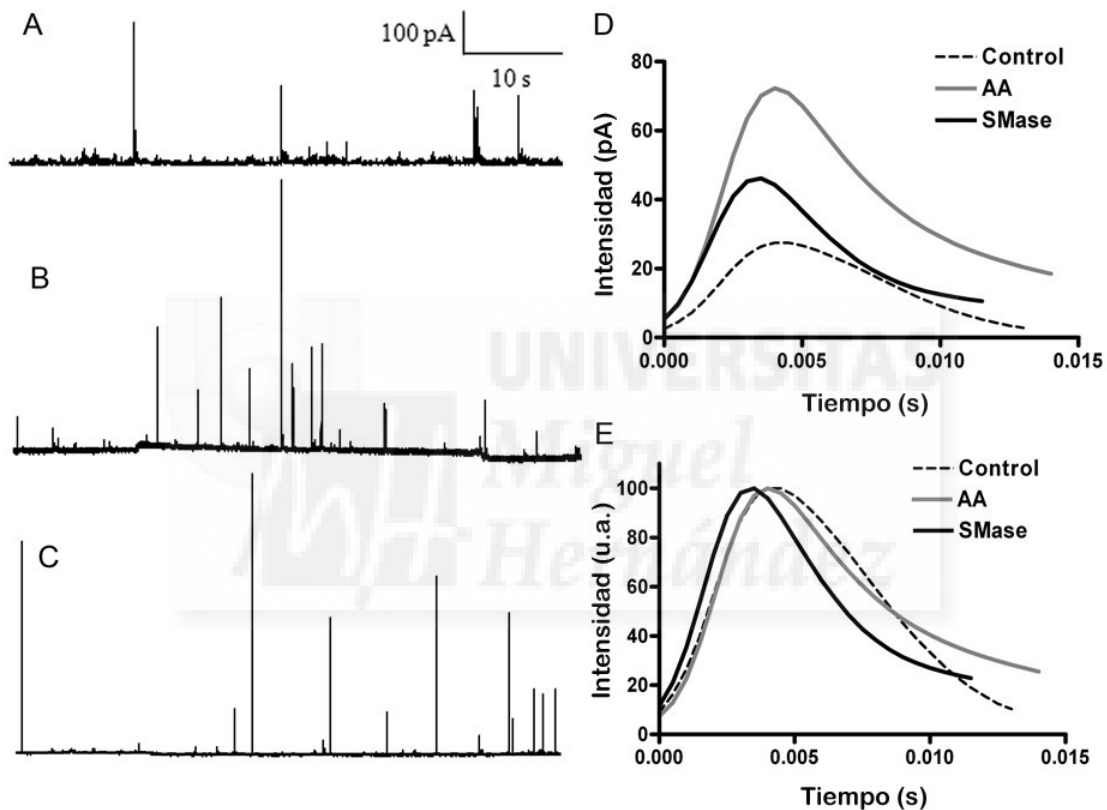 A
100 pA
10 s
B
C
D
Control
AA
SMase
80
60
40
20
0
0.000
0.005
0.010
0.015
Intensidad (pA)
Tiempo (s)
E
Control
AA
SMase
100
80
60
40
20
0
0.000
0.005
0.010
0.015
Intensidad (u.a.)
Tiempo (s)
UNIVERSITAS
Miguel
Hernández